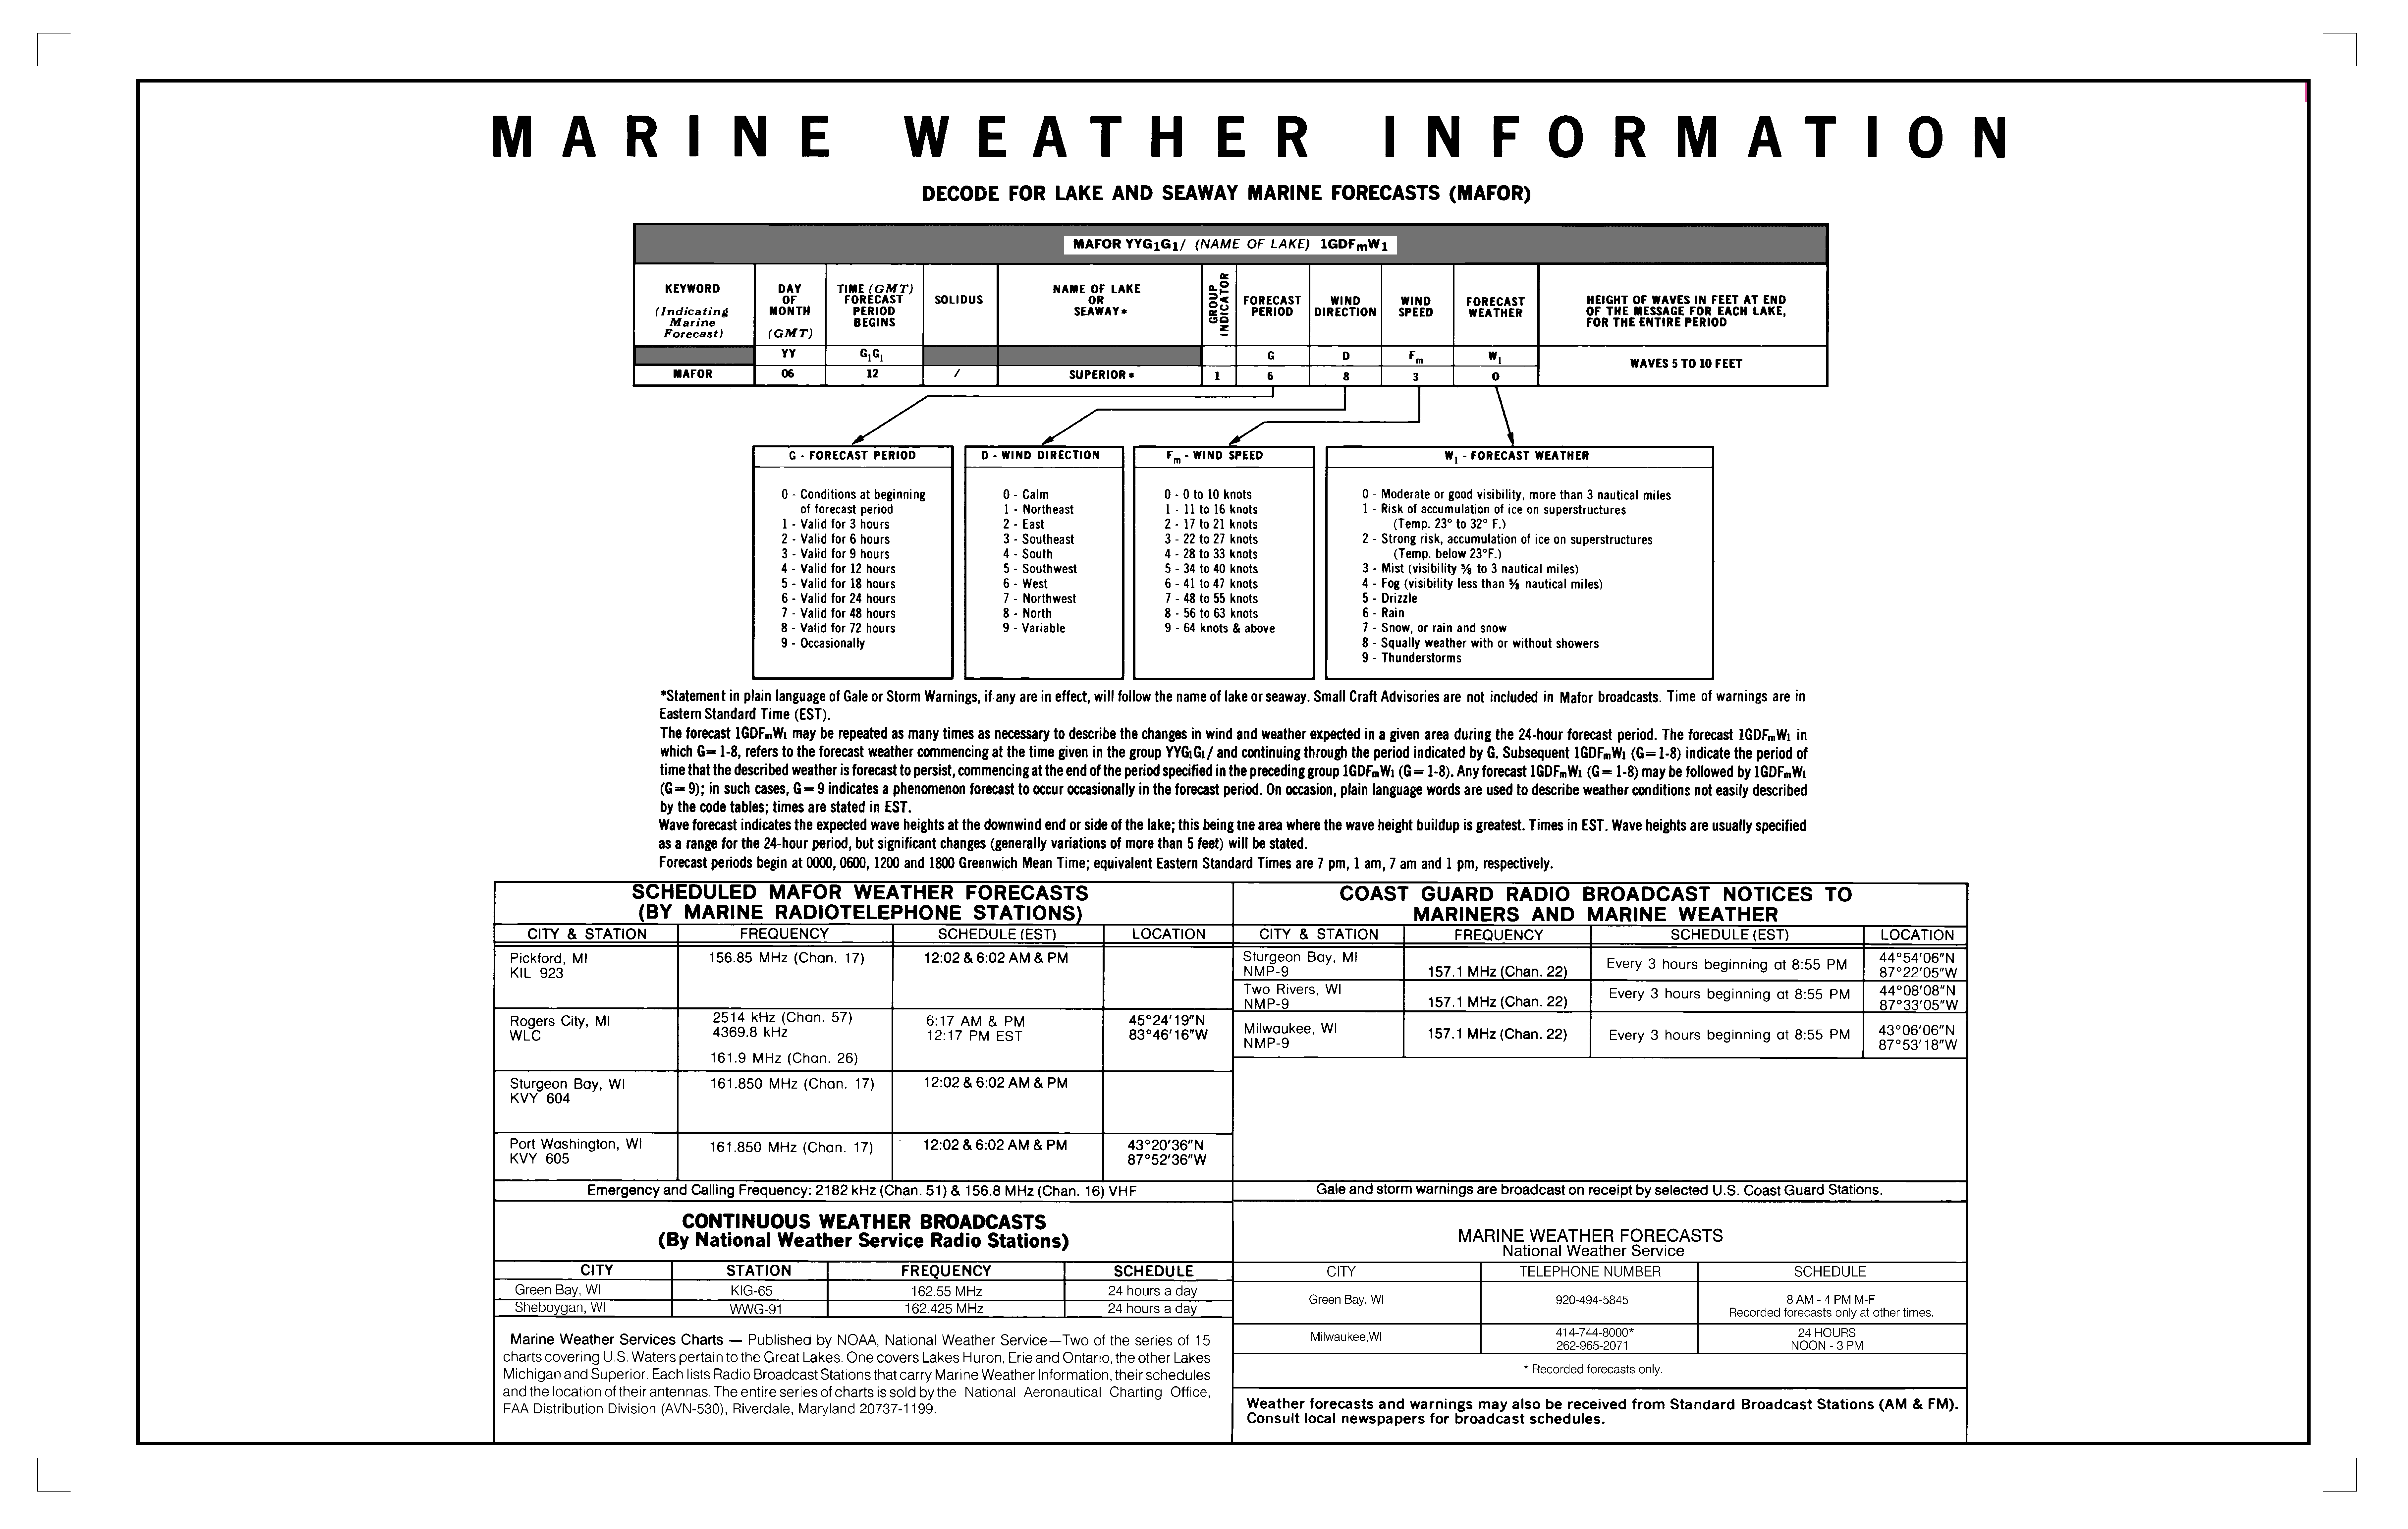 MARINE WEATHER INFORMATION
DECODE FOR LAKE AND SEAWAY MARINE FORECASTS (MAFOR)
MAFOR YYG1G1/ (NAME OF LAKE) 1GDFmW1
KEYWORD
(Indicating
Marine
Forecast)
DAY
OF
MONTH
(GMT)
TIME (GMT)
FORECAST
PERIOD
BEGINS
SOLIDUS
NAME OF LAKE
OR
SEAWAY*
GROUP
INDICATOR
FORECAST
PERIOD
WIND
DIRECTION
WIND
SPEED
FORECAST
WEATHER
HEIGHT OF WAVES IN FEET AT END
OF THE MESSAGE FOR EACH LAKE,
FOR THE ENTIRE PERIOD
YY G1G1 G D Fm W1
WAVES 5 TO 10 FEET
MAFOR 06 12 / SUPERIOR* 1 6 8 3 0
G - FORECAST PERIOD
0 - Conditions at beginning
of forecast period
1 - Valid for 3 hours
2 - Valid for 6 hours
3 - Valid for 9 hours
4 - Valid for 12 hours
5 - Valid for 18 hours
6 - Valid for 24 hours
7 - Valid for 48 hours
8 - Valid for 72 hours
9 - Occasionally
D - WIND DIRECTION
0 - Calm
1 - Northeast
2 - East
3 - Southeast
4 - South
5 - Southwest
6 - West
7 - Northwest
8 - North
9 - Variable
Fm - WIND SPEED
0 - 0 to 10 knots
1 - 11 to 16 knots
2 - 17 to 21 knots
3 - 22 to 27 knots
4 - 28 to 33 knots
5 - 34 to 40 knots
6 - 41 to 47 knots
7 - 48 to 55 knots
8 - 56 to 63 knots
9 - 64 knots & above
W1 - FORECAST WEATHER
0 - Moderate or good visibility, more than 3 nautical miles
1 - Risk of accumulation of ice on superstructures
(Temp. 23° to 32° F.)
2 - Strong risk, accumulation of ice on superstructures
(Temp. below 23°F.)
3 - Mist (visibility ⅝ to 3 nautical miles)
4 - Fog (visibility less than ⅝ nautical miles)
5 - Drizzle
6 - Rain
7 - Snow, or rain and snow
8 - Squally weather with or without showers
9 - Thunderstorms
*Statement in plain language of Gale or Storm Warnings, if any are in effect, will follow the name of lake or seaway. Small Craft Advisories are not included in Mafor broadcasts. Time of warnings are in
Eastern Standard Time (EST).
The forecast 1GDFmW1 may be repeated as many times as necessary to describe the changes in wind and weather expected in a given area during the 24-hour forecast period. The forecast 1GDFmW1 in
which G=1-8, refers to the forecast weather commencing at the time given in the group YYG1G1/ and continuing through the period indicated by G. Subsequent 1GDFmW1 (G=1-8) indicate the period of
time that the described weather is forecast to persist, commencing at the end of the period specified in the preceding group 1GDFmW1 (G= 1-8). Any forecast 1GDFmW1 (G= 1-8) may be followed by 1GDFmW1
(G= 9); in such cases, G= 9 indicates a phenomenon forecast to occur occasionally in the forecast period. On occasion, plain language words are used to describe weather conditions not easily described
by the code tables; times are stated in EST.
Wave forecast indicates the expected wave heights at the downwind end or side of the lake; this being tne area where the wave height buildup is greatest. Times in EST. Wave heights are usually specified
as a range for the 24-hour period, but significant changes (generally variations of more than 5 feet) will be stated.
Forecast periods begin at 0000, 0600, 1200 and 1800 Greenwich Mean Time; equivalent Eastern Standard Times are 7 pm, 1 am, 7 am and 1 pm, respectively.
SCHEDULED MAFOR WEATHER FORECASTS
(BY MARINE RADIOTELEPHONE STATIONS)
CITY & STATION FREQUENCY SCHEDULE (EST) LOCATION
Pickford, MI 156.85 MHz (Chan. 17) 12:02 & 6:02 AM & PM
KIL 923
Rogers City, MI 2514 kHz (Chan. 57) 6:17 AM & PM 45°24'19"N
WLC 4369.8 kHz 12:17 PM EST 83°46'16"W
161.9 MHz (Chan. 26)
Sturgeon Bay, WI 161.850 MHz (Chan. 17) 12:02 & 6:02 AM & PM
KVY 604
Port Washington, WI 161.850 MHz (Chan. 17) 12:02 & 6:02 AM & PM 43°20'36"N
KVY 605 87°52'36"W
Emergency and Calling Frequency: 2182 kHz (Chan. 51) & 156.8 MHz (Chan. 16) VHF
COAST GUARD RADIO BROADCAST NOTICES TO
MARINERS AND MARINE WEATHER
CITY & STATION FREQUENCY SCHEDULE (EST) LOCATION
Sturgeon Bay, MI 44°54'06"N
NMP-9 157.1 MHz (Chan. 22) Every 3 hours beginning at 8:55 PM 87°22'05"W
Two Rivers, WI 44°08'08"N
NMP-9 157.1 MHz (Chan. 22) Every 3 hours beginning at 8:55 PM 87°33'05"W
Milwaukee, WI 157.1 MHz (Chan. 22) Every 3 hours beginning at 8:55 PM 43°06'06"N
NMP-9 87°53'18"W
Gale and storm warnings are broadcast on receipt by selected U.S. Coast Guard Stations.
CONTINUOUS WEATHER BROADCASTS
(By National Weather Service Radio Stations)
CITY STATION FREQUENCY SCHEDULE
Green Bay, WI KIG-65 162.55 MHz 24 hours a day
Sheboygan, WI WWG-91 162.425 MHz 24 hours a day
Marine Weather Services Charts — Published by NOAA, National Weather Service—Two of the series of 15
charts covering U.S. Waters pertain to the Great Lakes. One covers Lakes Huron, Erie and Ontario, the other Lakes
Michigan and Superior. Each lists Radio Broadcast Stations that carry Marine Weather Information, their schedules
and the location of their antennas. The entire series of charts is sold by the National Aeronautical Charting Office,
FAA Distribution Division (AVN-530), Riverdale, Maryland 20737-1199.
MARINE WEATHER FORECASTS
National Weather Service
CITY TELEPHONE NUMBER SCHEDULE
Green Bay, WI 920-494-5845 8 AM - 4 PM M-F
Recorded forecasts only at other times.
Milwaukee,WI 414-744-8000* 24 HOURS
262-965-2071 NOON - 3 PM
* Recorded forecasts only.
Weather forecasts and warnings may also be received from Standard Broadcast Stations (AM & FM).
Consult local newspapers for broadcast schedules.